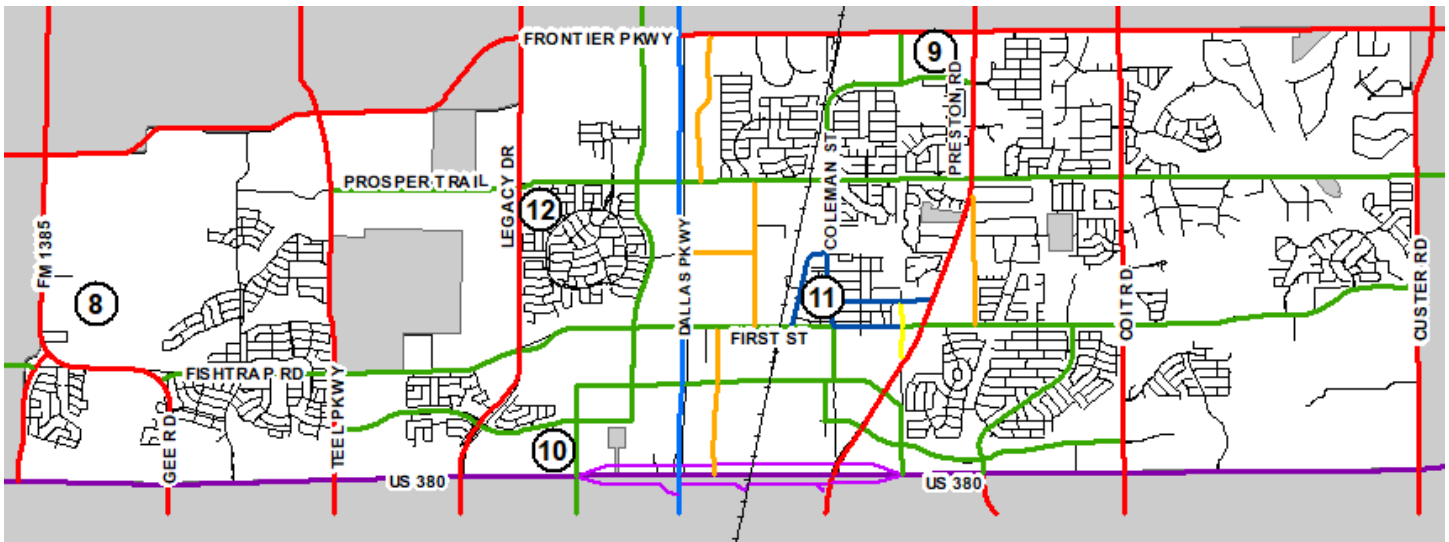 FRONTIER PKWY
9
PRESTON RD
COLEMAN ST
LEGACY DR
PROSPER TRAIL
12
FM 1385
DALLAS PKWY
COIT RD
CUSTER RD
8
11
FIRST ST
FISHTRAP RD
TEEL PKWY
GEE RD
10
US 380
US 380